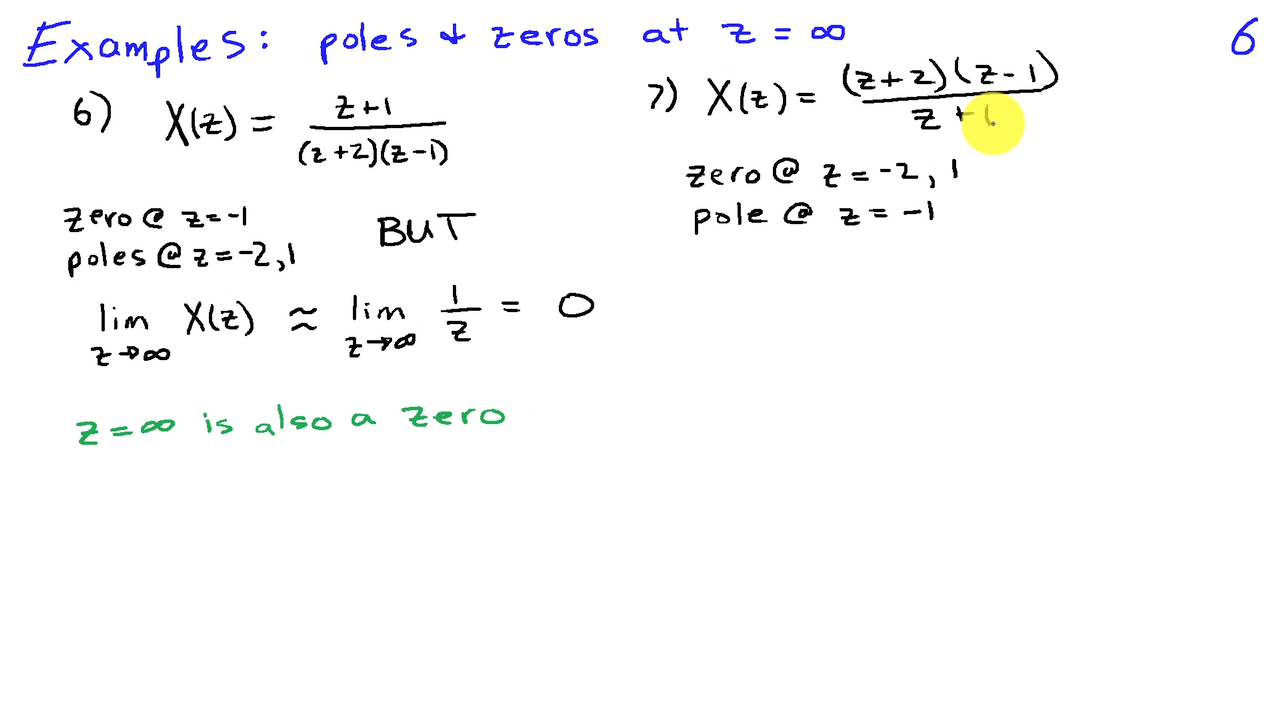 Examples: poles & zeros at z = ∞
6
6) X(z) = z+1 / (z+2)(z-1)
zero @ z=-1
poles @ z=-2,1
BUT
lim z→∞ X(z) ≈ lim z→∞ 1/z = 0
z=∞ is also a zero
7) X(z) = (z+2)(z-1) / z+1
zero @ z=-2, 1
pole @ z = -1